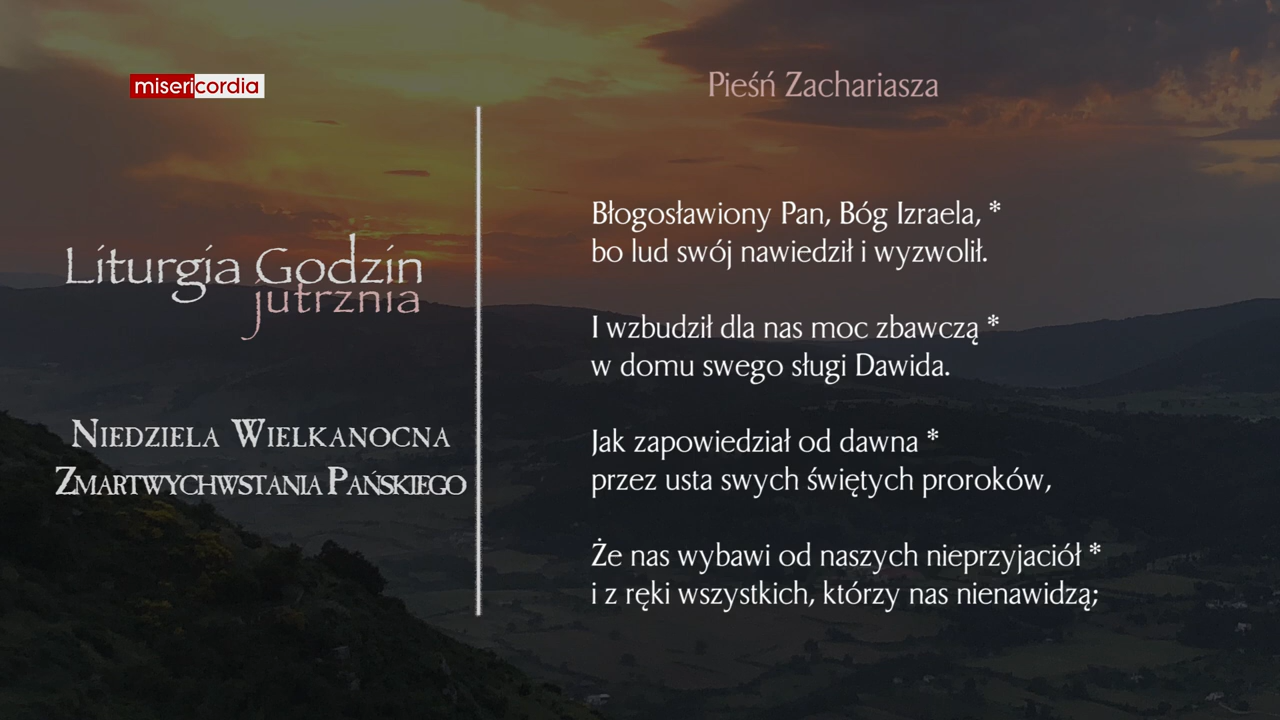 misericordia
Liturgia Godzin
jutrznia
Niedziela Wielkanocna
Zmartwychwstania Pańskiego
Pieśń Zachariasza
Błogosławiony Pan, Bóg Izraela, *
bo lud swój nawiedził i wyzwolił.
I wzbudził dla nas moc zbawczą *
w domu swego sługi Dawida.
Jak zapowiedział od dawna *
przez usta swych świętych proroków,
Że nas wybawi od naszych nieprzyjaciół *
i z ręki wszystkich, którzy nas nienawidzą;